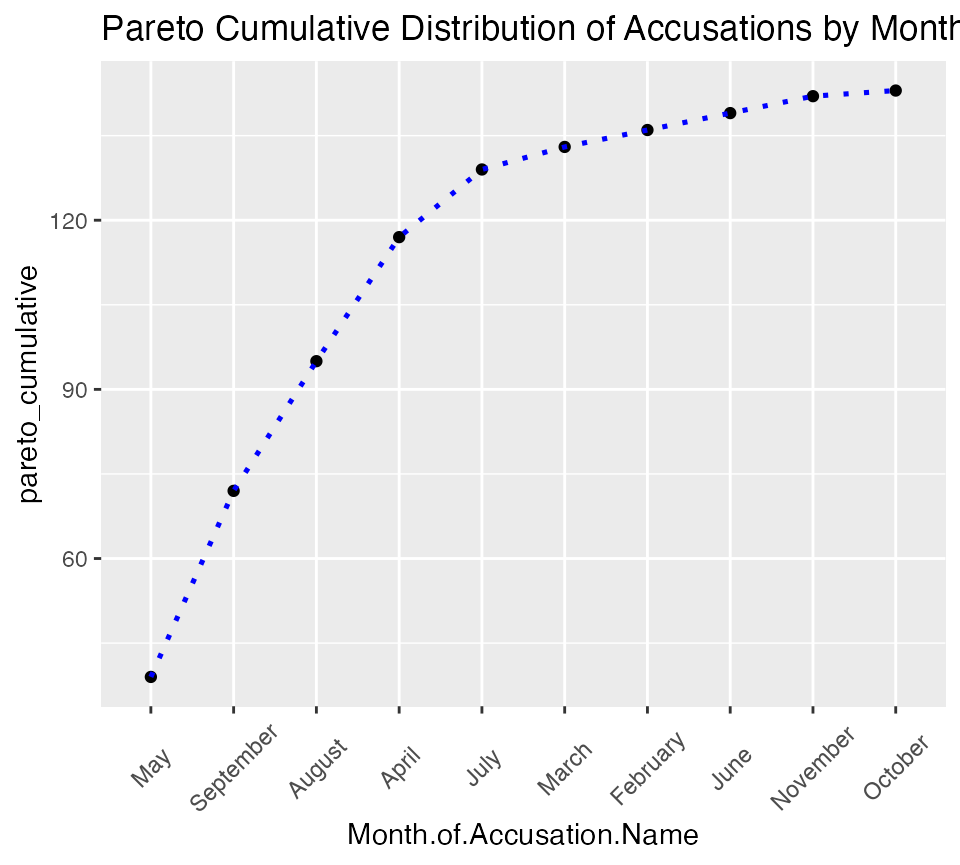 Pareto Cumulative Distribution of Accusations by Month
pareto_cumulative
120
90
60
May
September
August
April
July
March
February
June
November
October
Month.of.Accusation.Name